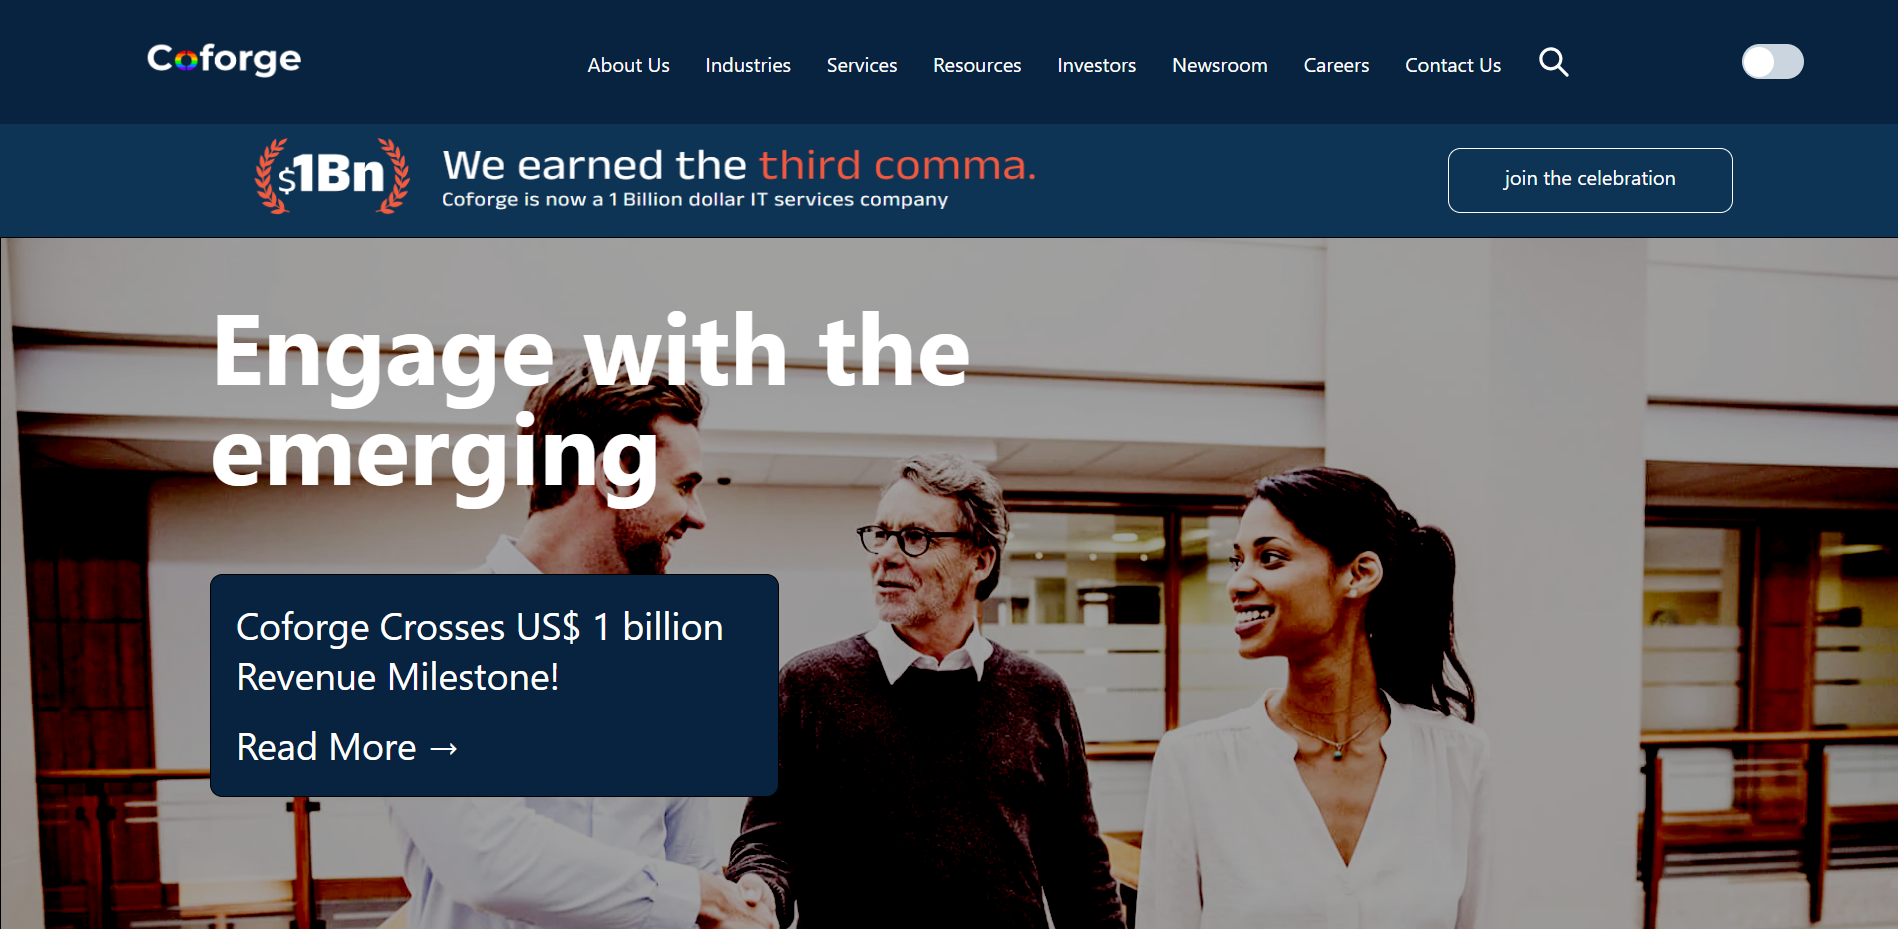 Coforge
About Us Industries Services Resources Investors Newsroom Careers Contact Us
$1Bn
We earned the third comma.
Coforge is now a 1 Billion dollar IT services company
join the celebration
Engage with the
emerging
Coforge Crosses US$ 1 billion
Revenue Milestone!
Read More →